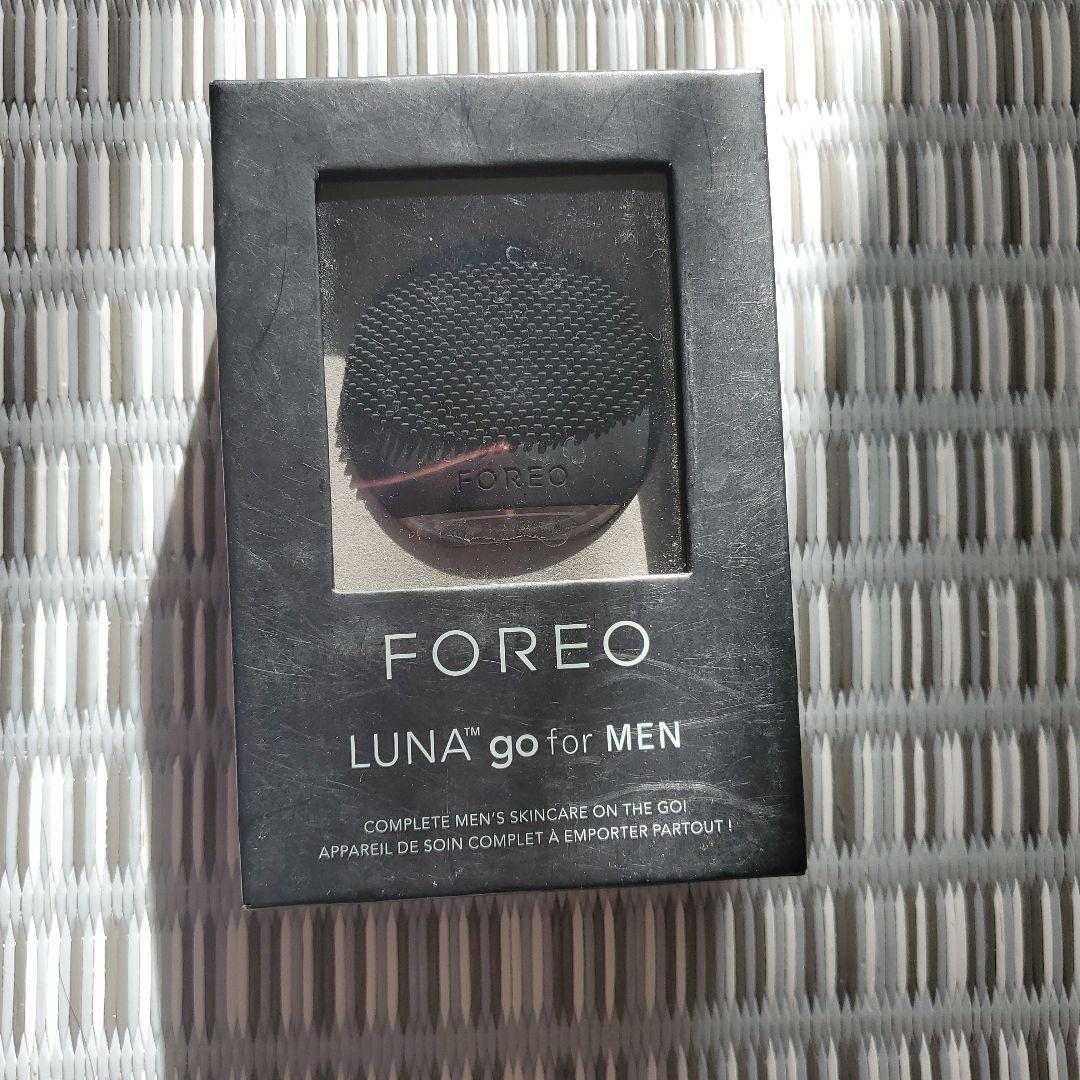 FOREO
FOREO
LUNA™ go for MEN
COMPLETE MEN'S SKINCARE ON THE GO!
APPAREIL DE SOIN COMPLET À EMPORTER PARTOUT !